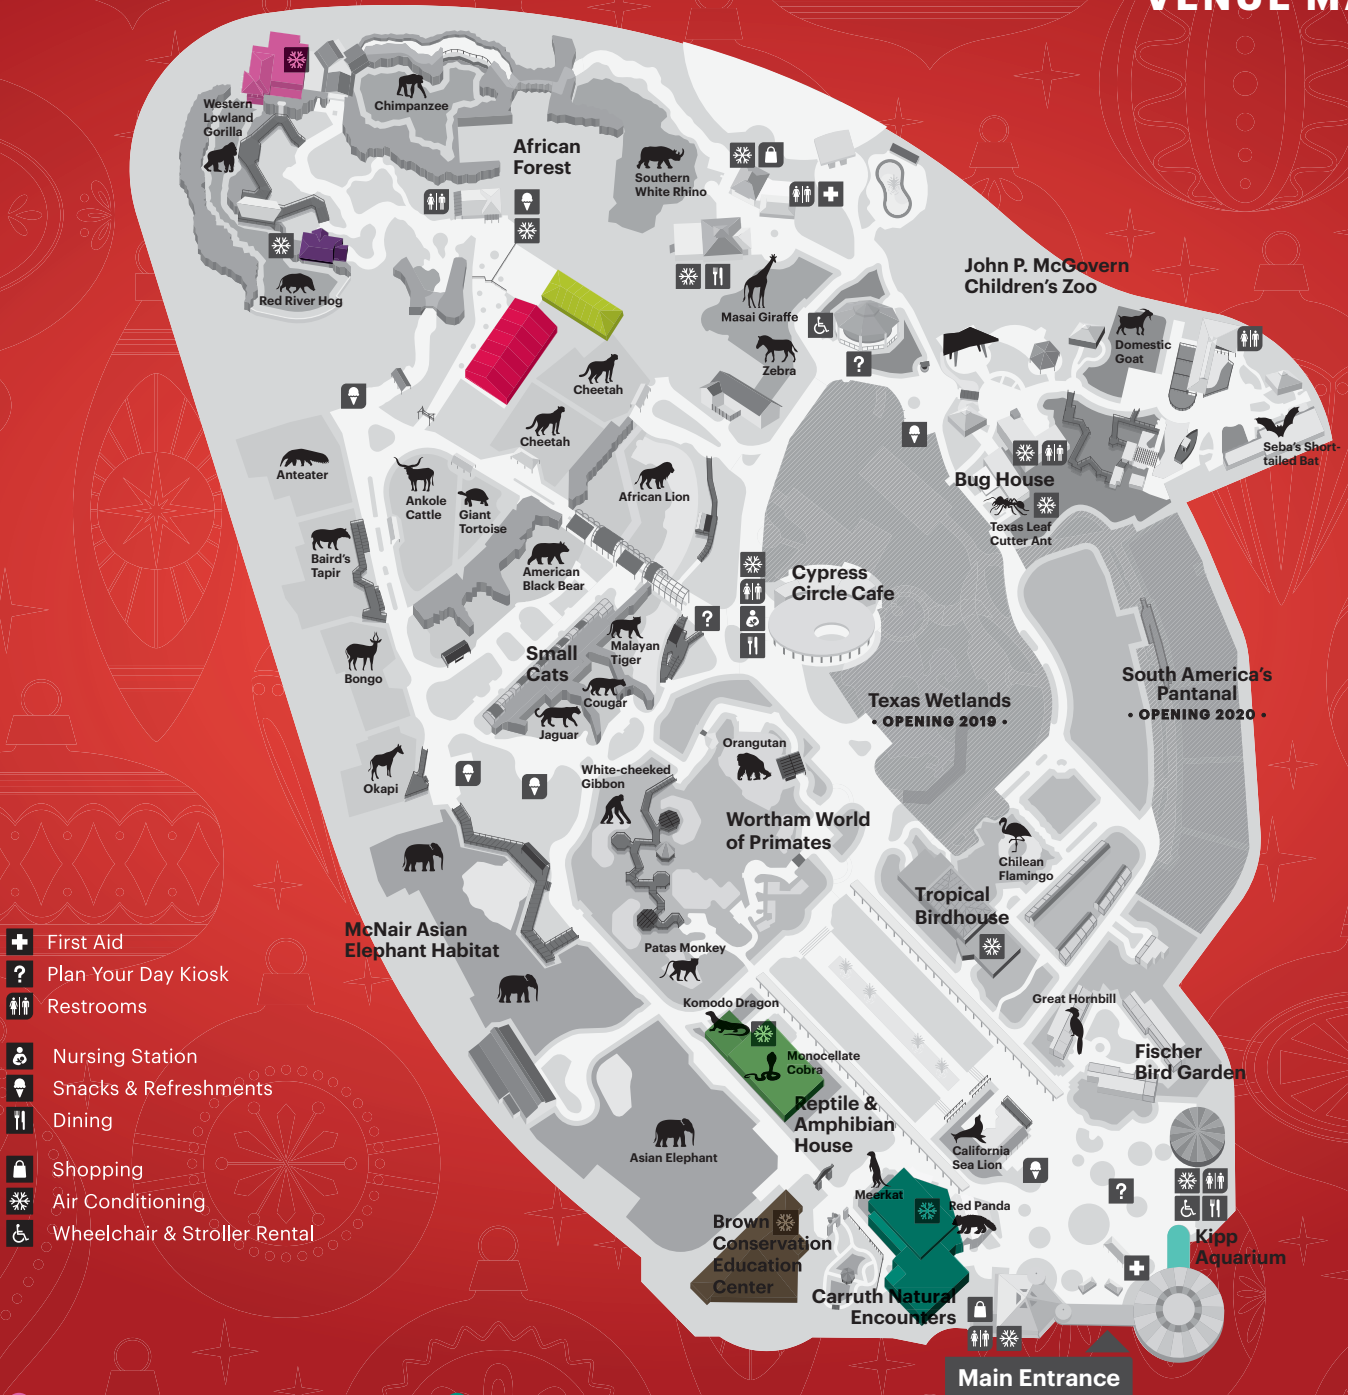 VENUE MA
Western
Lowland
Gorilla
Chimpanzee
African
Forest
Southern
White Rhino
Red River Hog
Masai Giraffe
Zebra
John P. McGovern
Children's Zoo
Domestic
Goat
Seba's Short-
tailed Bat
Cheetah
Cheetah
Anteater
Ankole
Cattle
Giant
Tortoise
African Lion
Bug House
Texas Leaf
Cutter Ant
Baird's
Tapir
American
Black Bear
Cypress
Circle Cafe
Bongo
Small
Cats
Malayan
Tiger
Cougar
Jaguar
Texas Wetlands
• OPENING 2019 •
South America's
Pantanal
• OPENING 2020 •
Okapi
White-cheeked
Gibbon
Orangutan
Wortham World
of Primates
Chilean
Flamingo
Tropical
Birdhouse
McNair Asian
Elephant Habitat
Patas Monkey
Komodo Dragon
Monocellate
Cobra
Great Hornbill
Fischer
Bird Garden
Reptile &
Amphibian
House
Asian Elephant
California
Sea Lion
Meerkat
Red Panda
Brown
Conservation
Education
Center
Carruth Natural
Encounters
Kipp
Aquarium
Main Entrance
First Aid
? Plan Your Day Kiosk
Restrooms
Nursing Station
Snacks & Refreshments
Dining
Shopping
Air Conditioning
Wheelchair & Stroller Rental
?
?
?